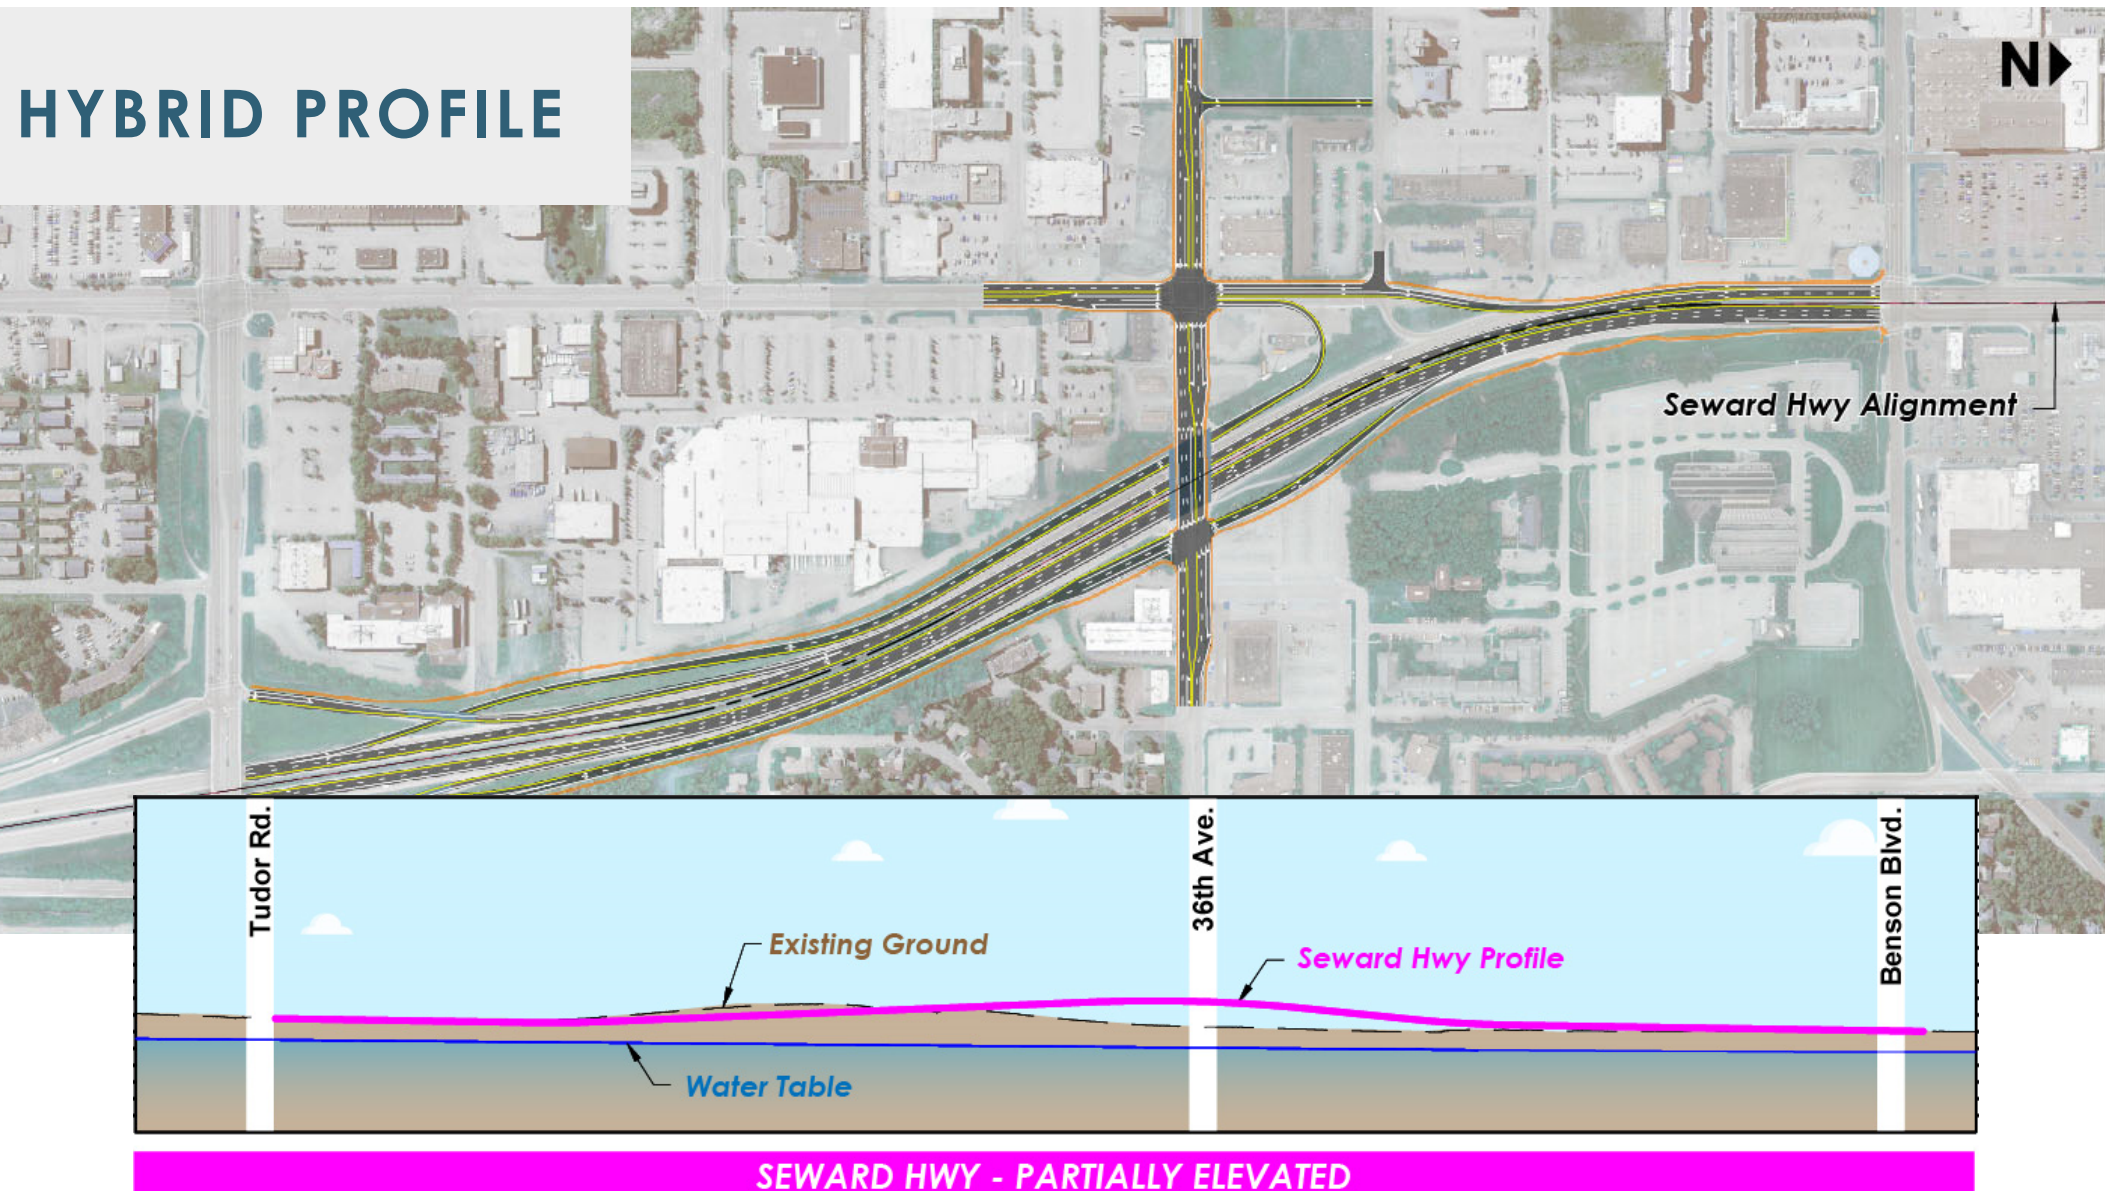 HYBRID PROFILE
N
Seward Hwy Alignment
Tudor Rd.
36th Ave.
Benson Blvd.
Existing Ground
Seward Hwy Profile
Water Table
SEWARD HWY - PARTIALLY ELEVATED